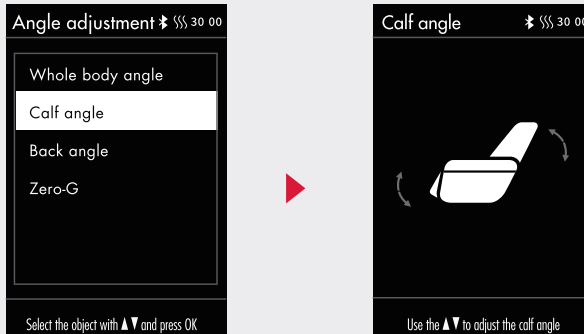 Angle adjustment 30 00
Whole body angle
Calf angle
Back angle
Zero-G
Select the object with ▲▼ and press OK
Calf angle 30 00
Use the ▲▼ to adjust the calf angle